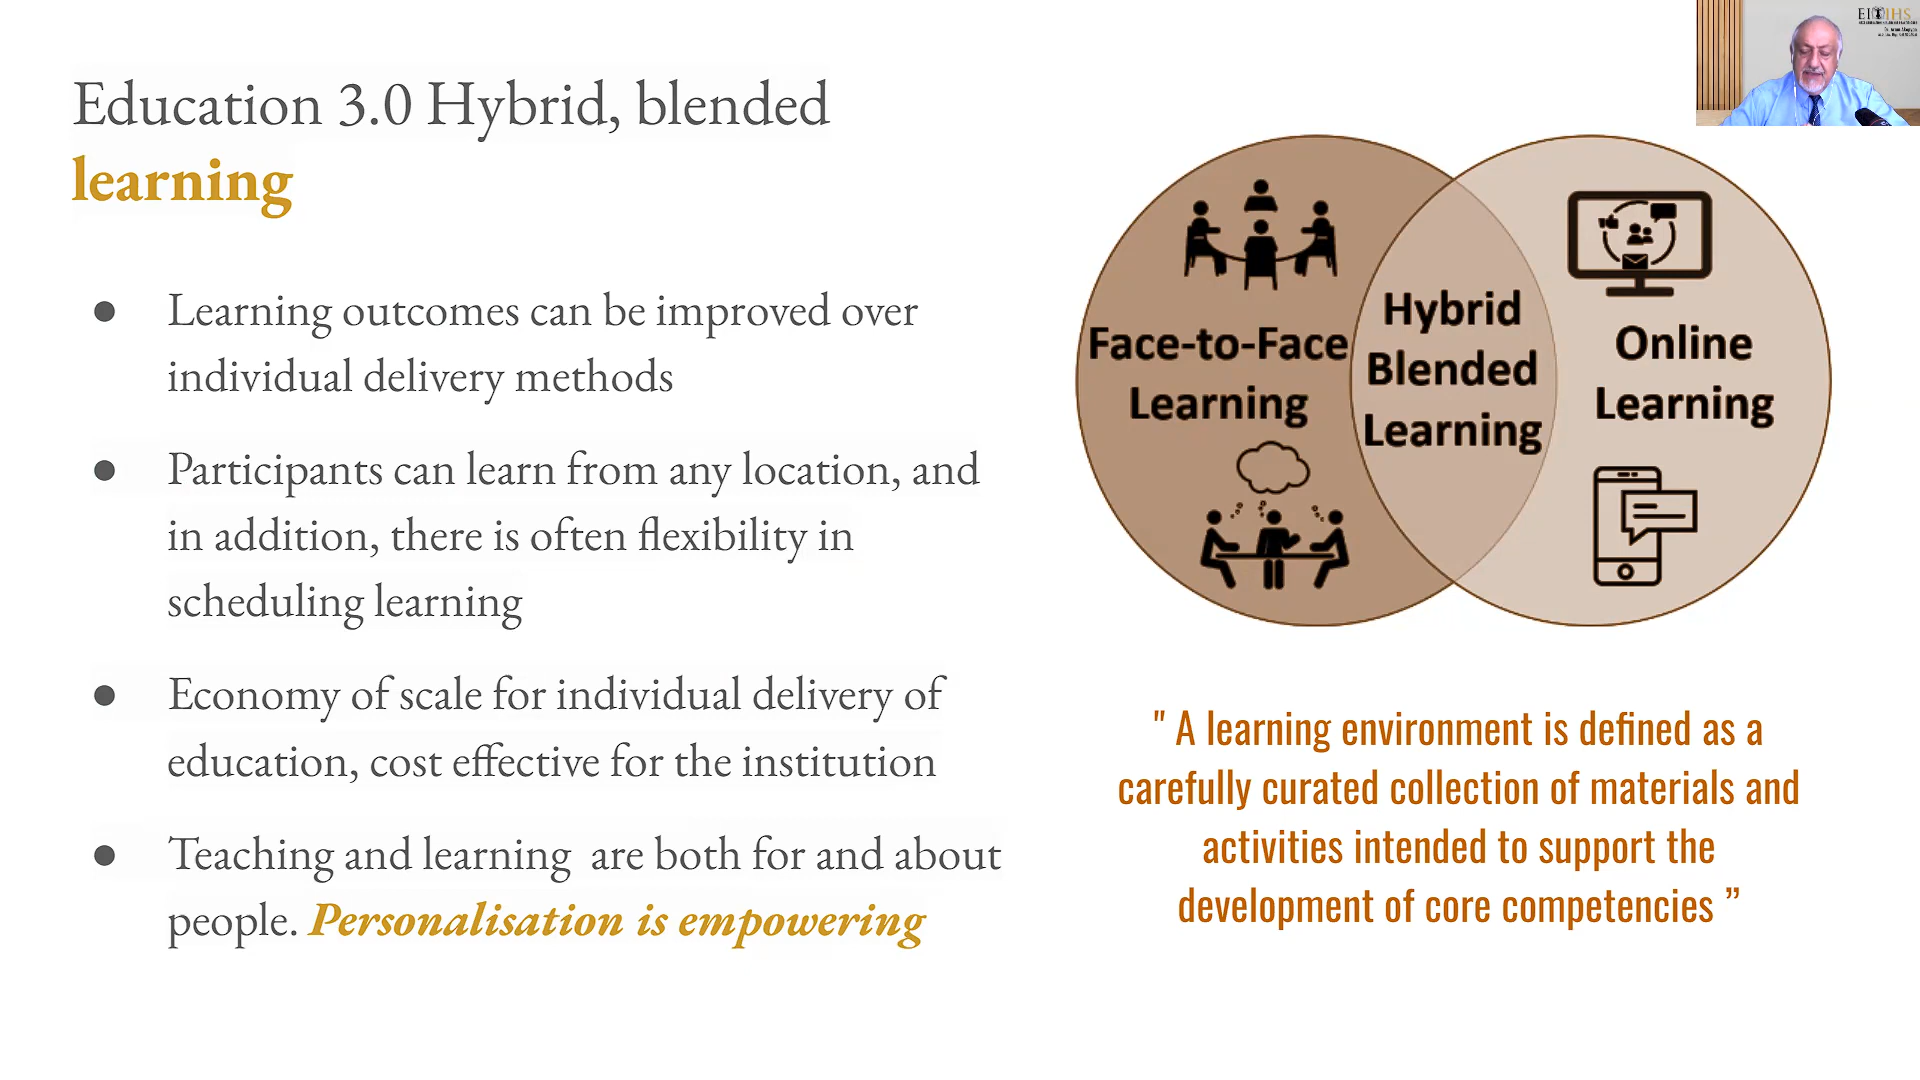 Education 3.0 Hybrid, blended
learning
● Learning outcomes can be improved over
individual delivery methods
● Participants can learn from any location, and
in addition, there is often flexibility in
scheduling learning
● Economy of scale for individual delivery of
education, cost effective for the institution
● Teaching and learning are both for and about
people. Personalisation is empowering
Face-to-Face
Learning
Hybrid
Blended
Learning
Online
Learning
" A learning environment is defined as a
carefully curated collection of materials and
activities intended to support the
development of core competencies ”